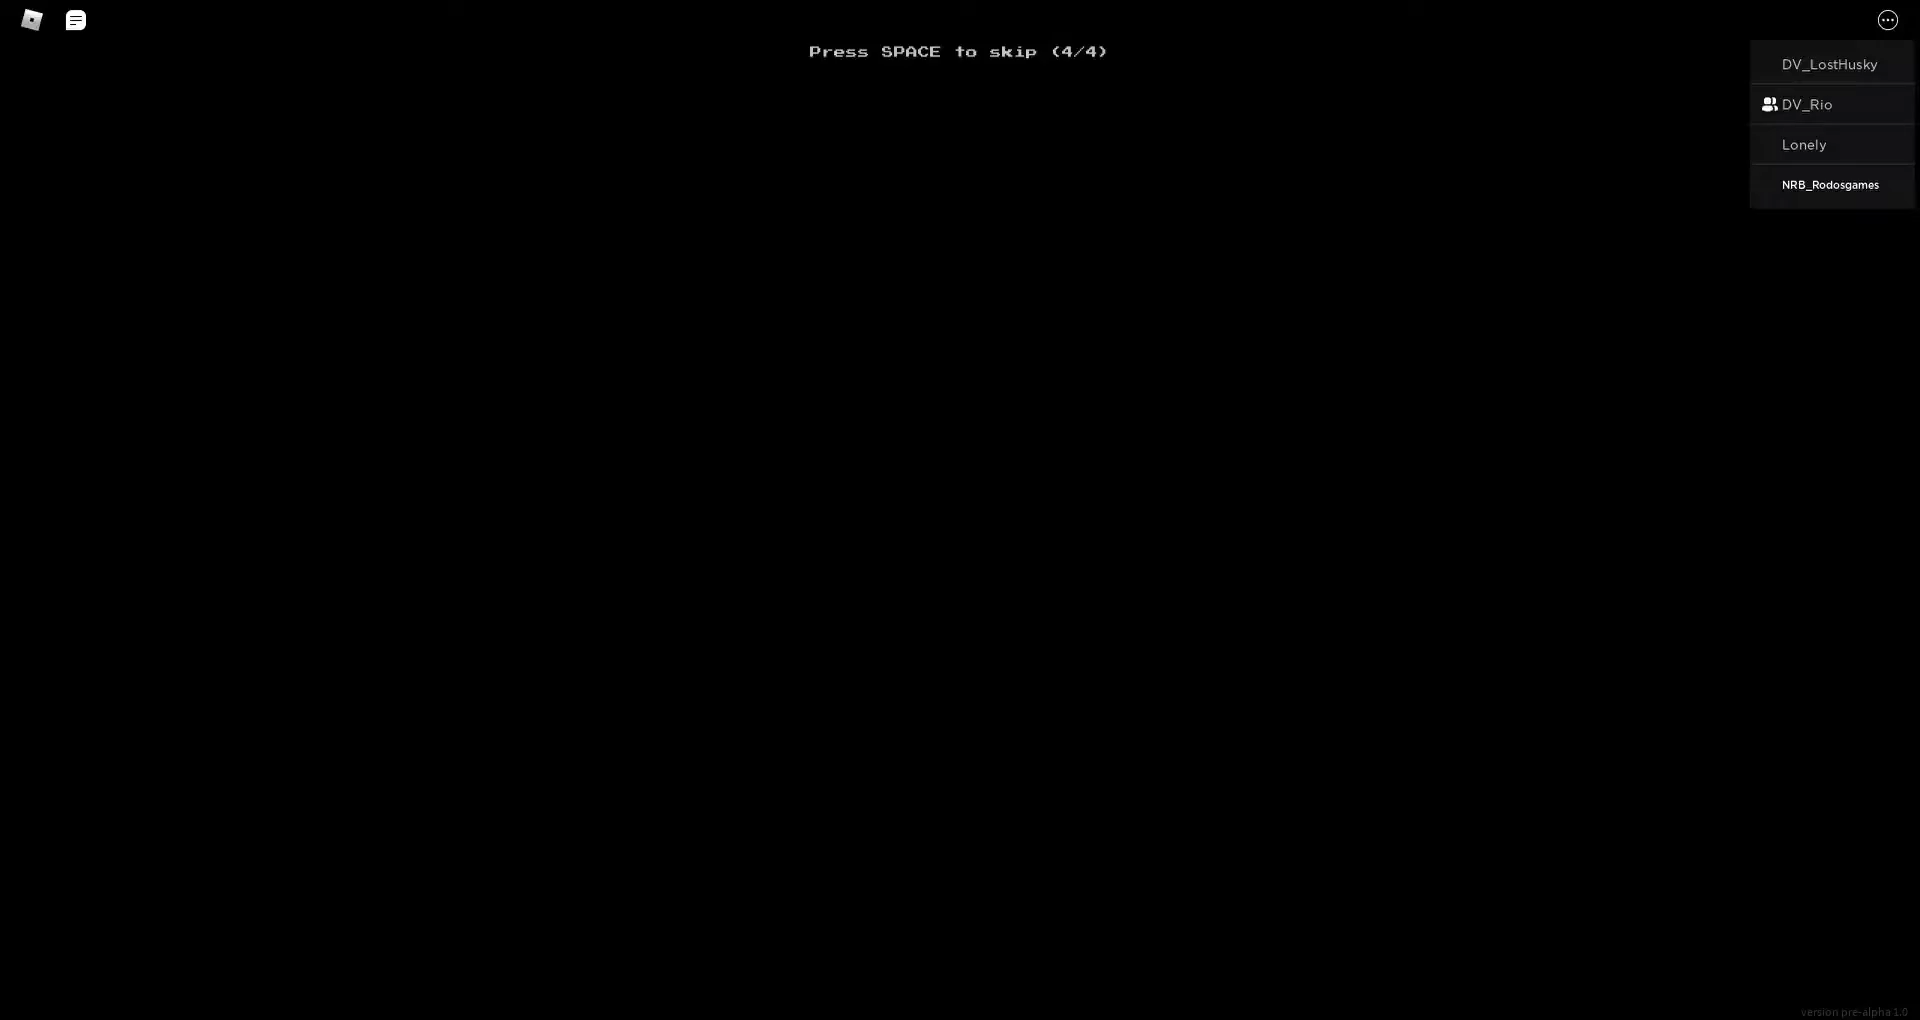 Press SPACE to skip (4/4)
DV_LostHusky
DV_Rio
Lonely
NRB_Rodosgames
version pre-alpha 1.0